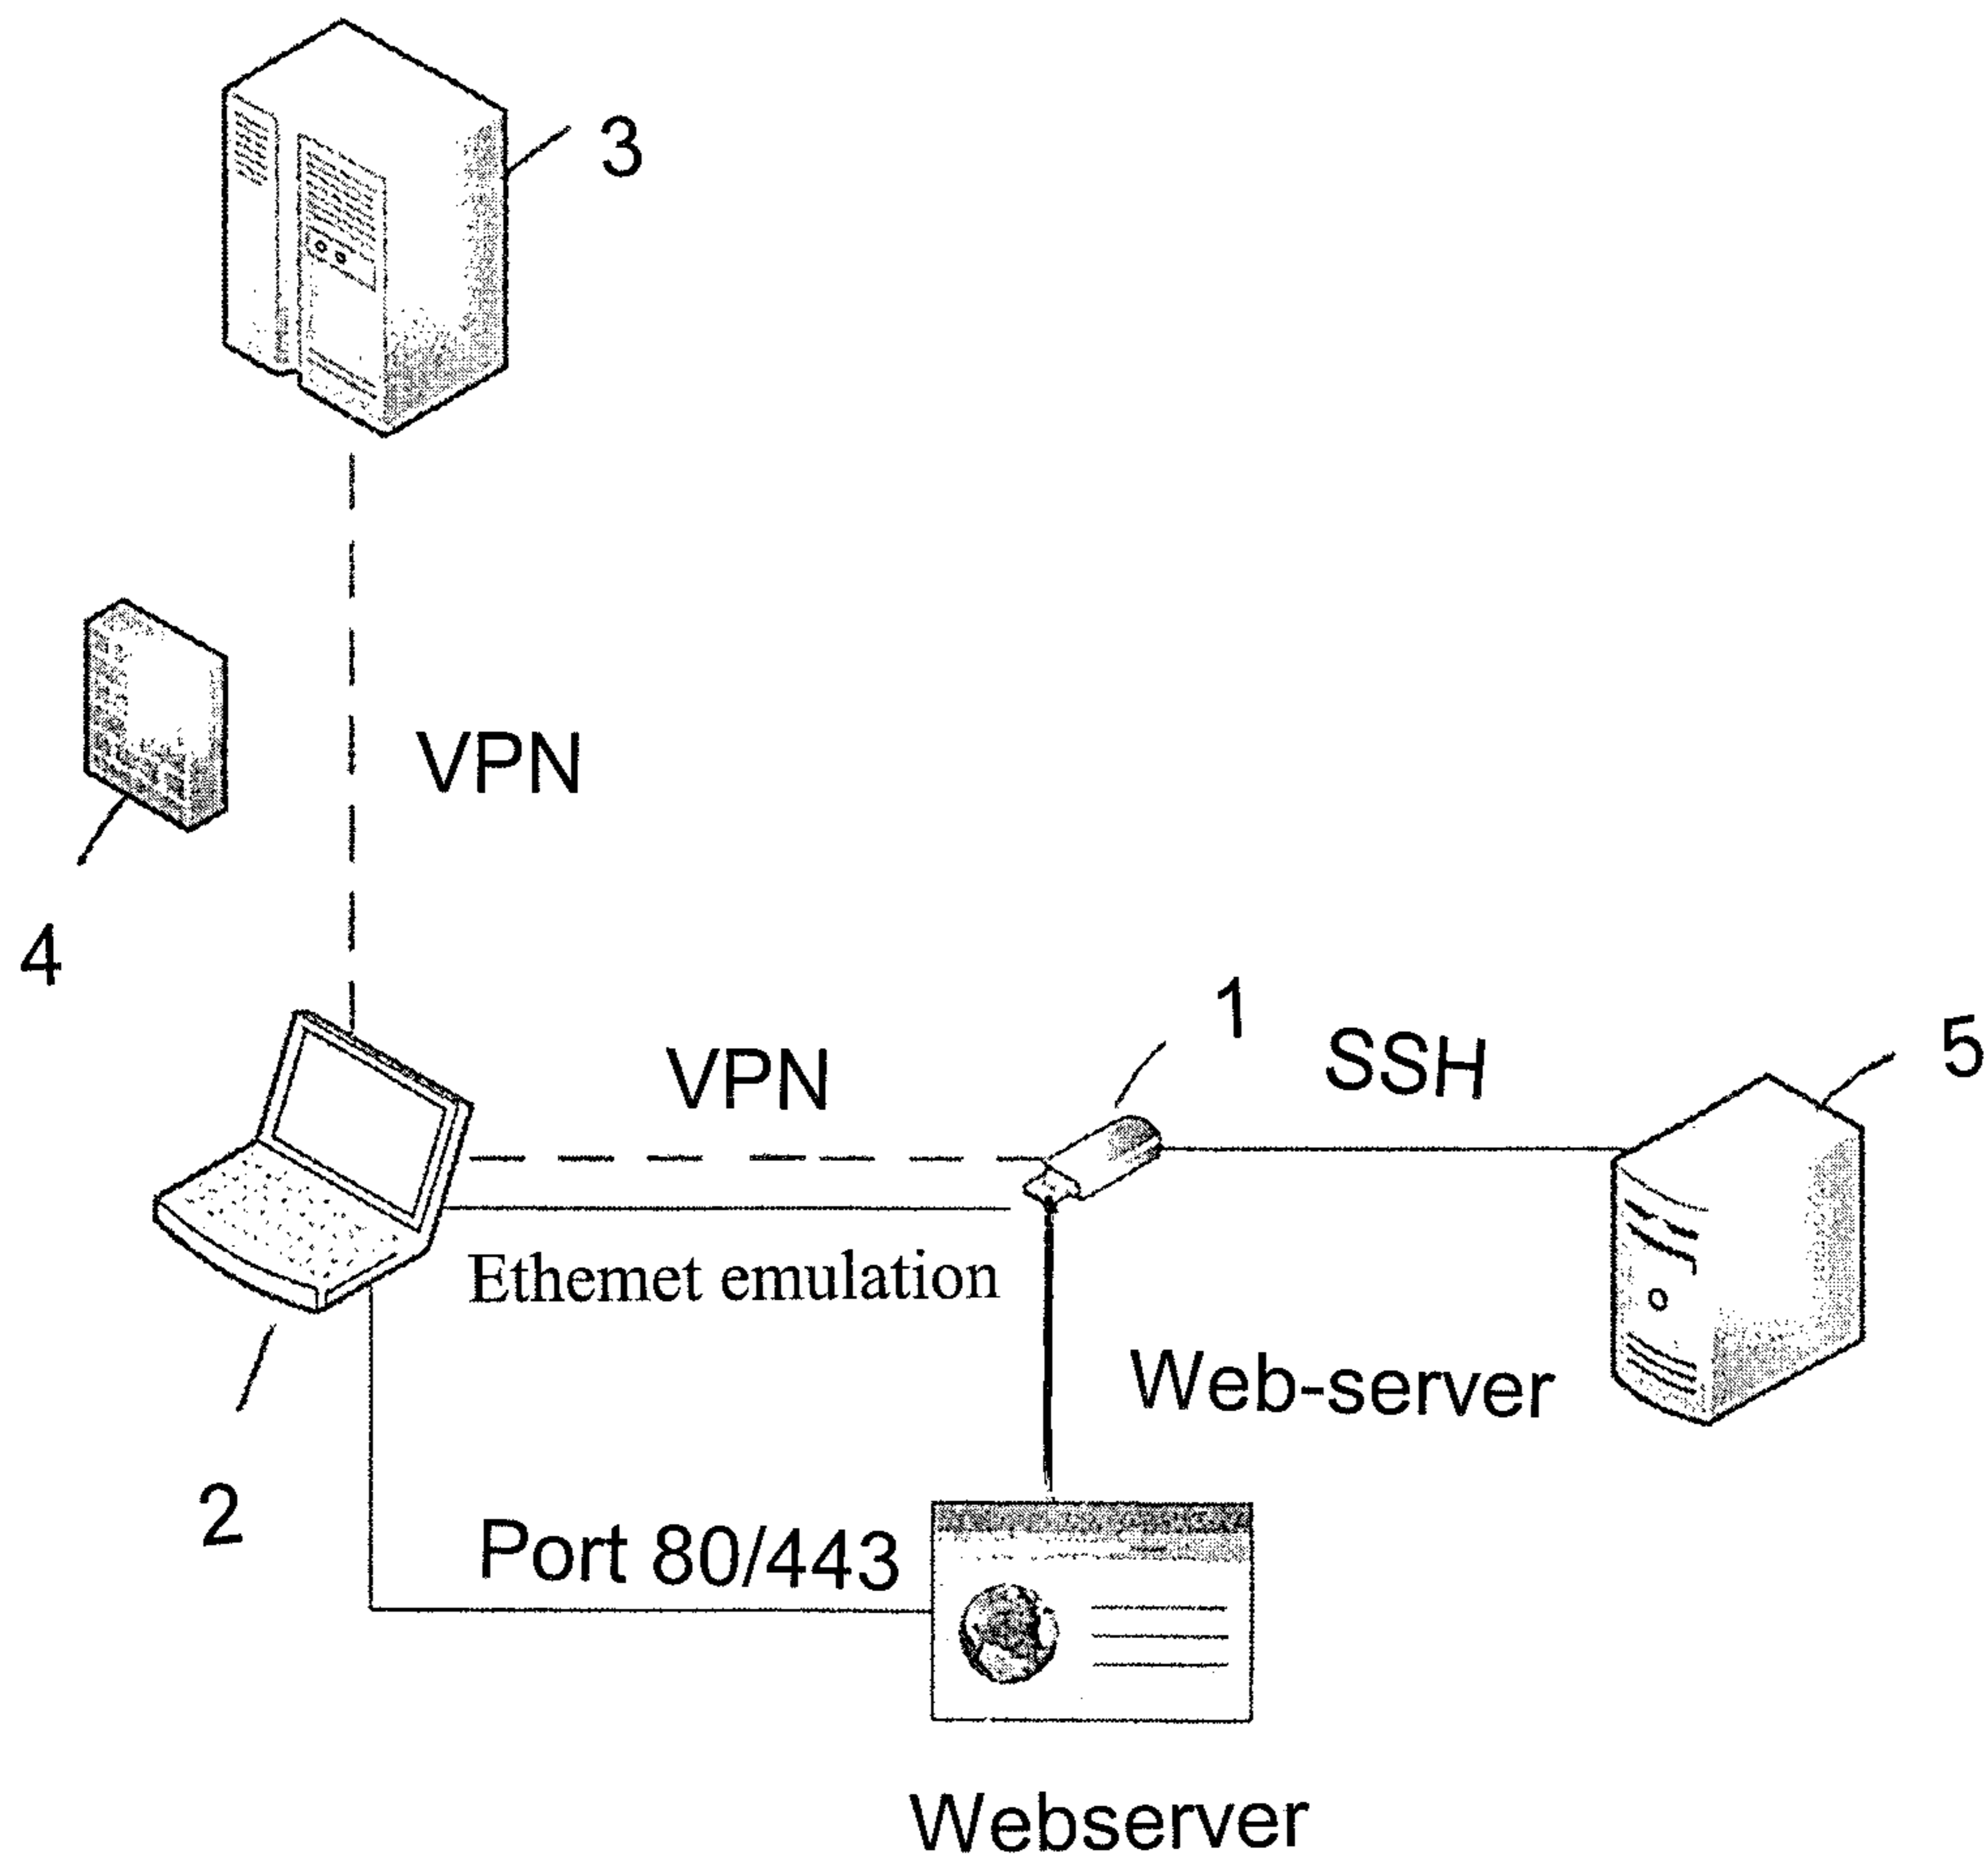 3
VPN
4
1
SSH
5
VPN
Ethemet emulation
Web-server
2
Port 80/443
Webserver